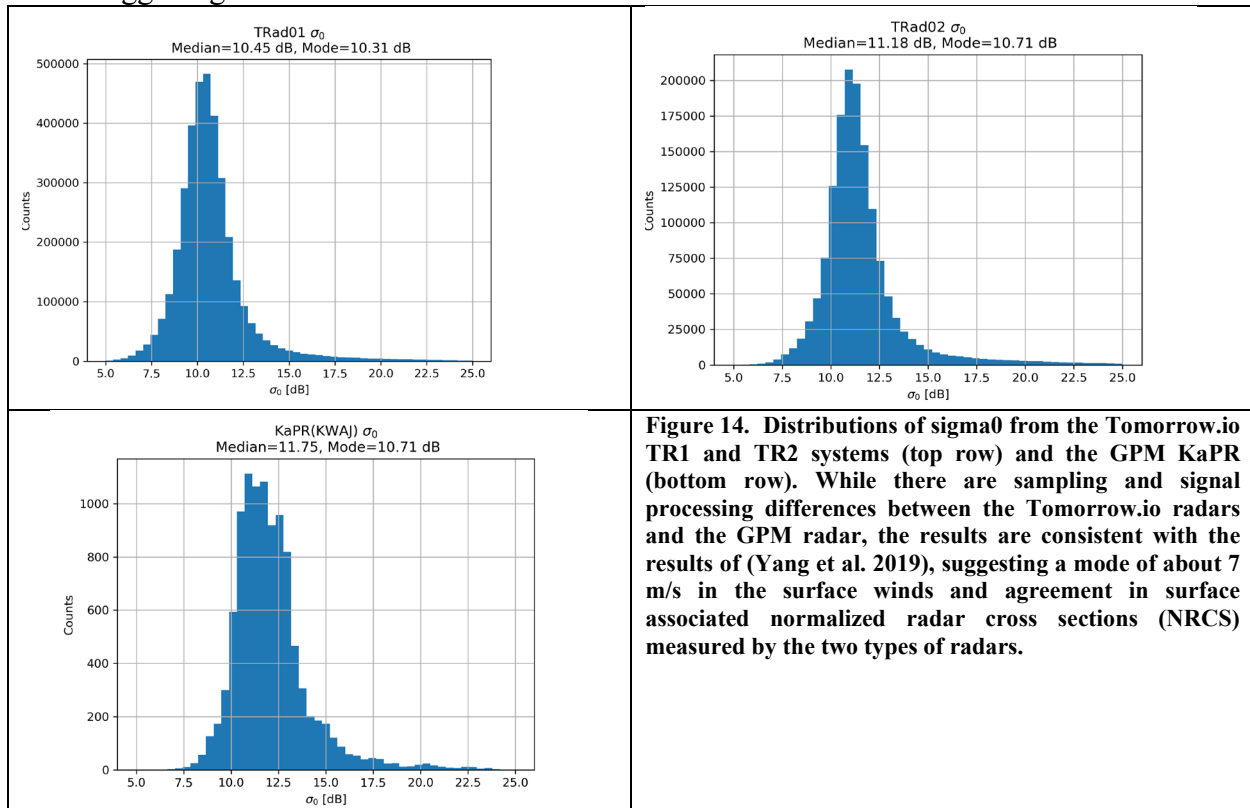 TRad01 σ₀
Median=10.45 dB, Mode=10.31 dB
500000
400000
300000
200000
100000
0
Counts
5.0 7.5 10.0 12.5 15.0 17.5 20.0 22.5 25.0
σ₀ [dB]
TRad02 σ₀
Median=11.18 dB, Mode=10.71 dB
200000
175000
150000
125000
100000
75000
50000
25000
0
Counts
5.0 7.5 10.0 12.5 15.0 17.5 20.0 22.5 25.0
σ₀ [dB]
KaPR(KWAJ) σ₀
Median=11.75, Mode=10.71 dB
1000
800
600
400
200
0
Counts
5.0 7.5 10.0 12.5 15.0 17.5 20.0 22.5 25.0
σ₀ [dB]
Figure 14. Distributions of sigma0 from the Tomorrow.io
TR1 and TR2 systems (top row) and the GPM KaPR
(bottom row). While there are sampling and signal
processing differences between the Tomorrow.io radars
and the GPM radar, the results are consistent with the
results of (Yang et al. 2019), suggesting a mode of about 7
m/s in the surface winds and agreement in surface
associated normalized radar cross sections (NRCS)
measured by the two types of radars.